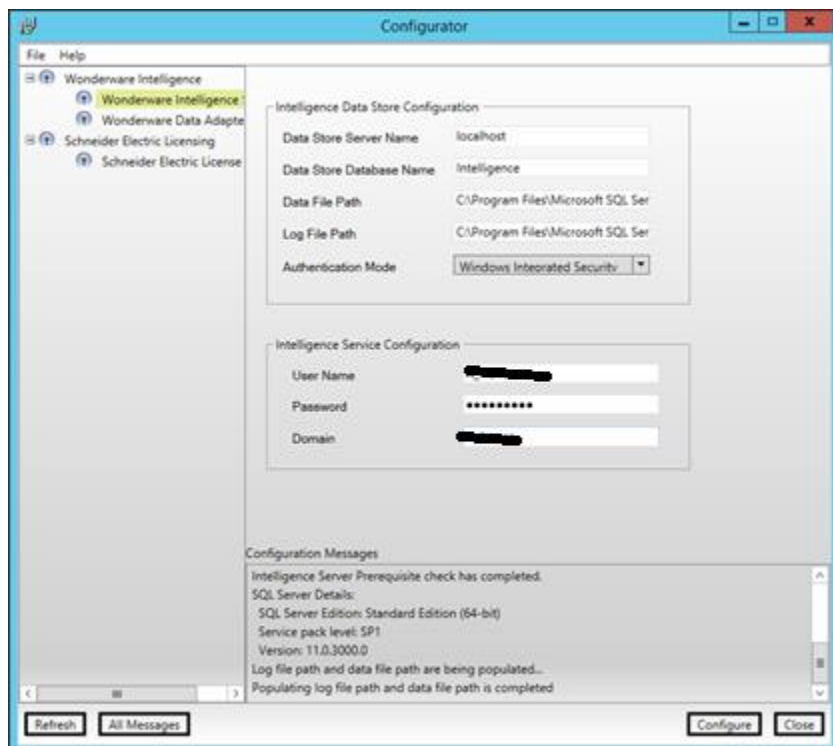 Configurator
File Help
Wonderware Intelligence
Wonderware Intelligence
Wonderware Data Adapte
Schneider Electric Licensing
Schneider Electric License
Intelligence Data Store Configuration
Data Store Server Name localhost
Data Store Database Name Intelligence
Data File Path C:\Program Files\Microsoft SQL Ser
Log File Path C:\Program Files\Microsoft SQL Ser
Authentication Mode Windows Integrated Security
Intelligence Service Configuration
User Name
Password •••••••••
Domain
Configuration Messages
Intelligence Server Prerequisite check has completed.
SQL Server Details:
SQL Server Edition: Standard Edition (64-bit)
Service pack level: SP1
Version: 11.0.3000.0
Log file path and data file path are being populated...
Populating log file path and data file path is completed
Refresh All Messages Configure Close